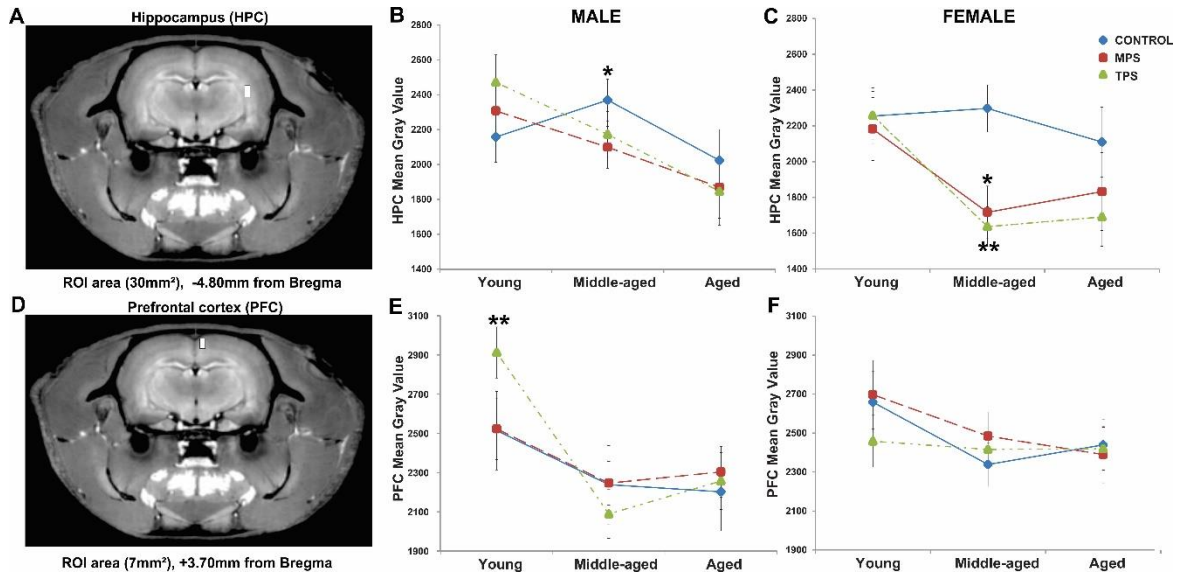 A
Hippocampus (HPC)
ROI area (30mm²), -4.80mm from Bregma
B
MALE
HPC Mean Gray Value
2800
2600
2400
2200
2000
1800
1600
1400
*
Young
Middle-aged
Aged
C
FEMALE
CONTROL
MPS
TPS
HPC Mean Gray Value
2800
2600
2400
2200
2000
1800
1600
1400
*
**
Young
Middle-aged
Aged
D
Prefrontal cortex (PFC)
ROI area (7mm²), +3.70mm from Bregma
E
PFC Mean Gray Value
3100
2900
2700
2500
2300
2100
1900
**
Young
Middle-aged
Aged
F
PFC Mean Gray Value
3100
2900
2700
2500
2300
2100
1900
Young
Middle-aged
Aged